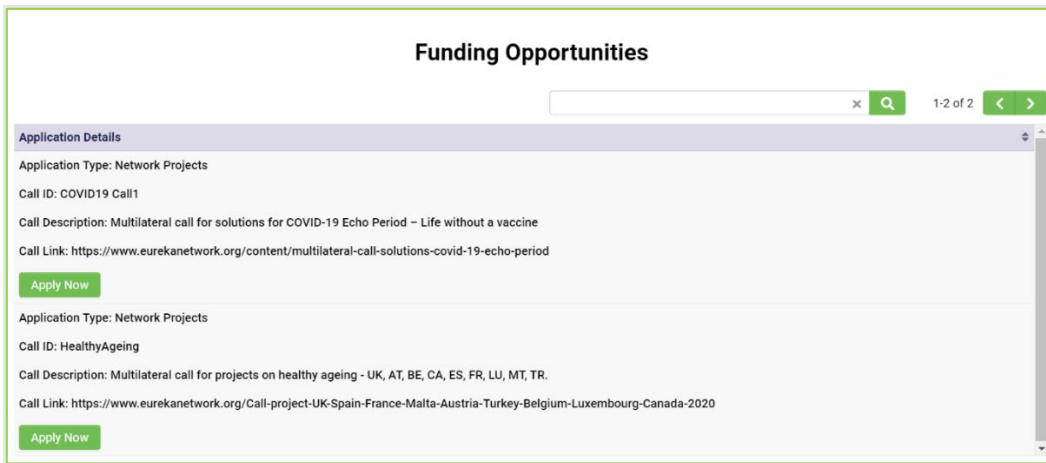 Funding Opportunities
1-2 of 2
Application Details
Application Type: Network Projects
Call ID: COVID19 Call1
Call Description: Multilateral call for solutions for COVID-19 Echo Period – Life without a vaccine
Call Link: https://www.eurekanetwork.org/content/multilateral-call-solutions-covid-19-echo-period
Apply Now
Application Type: Network Projects
Call ID: HealthyAgeing
Call Description: Multilateral call for projects on healthy ageing - UK, AT, BE, CA, ES, FR, LU, MT, TR.
Call Link: https://www.eurekanetwork.org/Call-project-UK-Spain-France-Malta-Austria-Turkey-Belgium-Luxembourg-Canada-2020
Apply Now